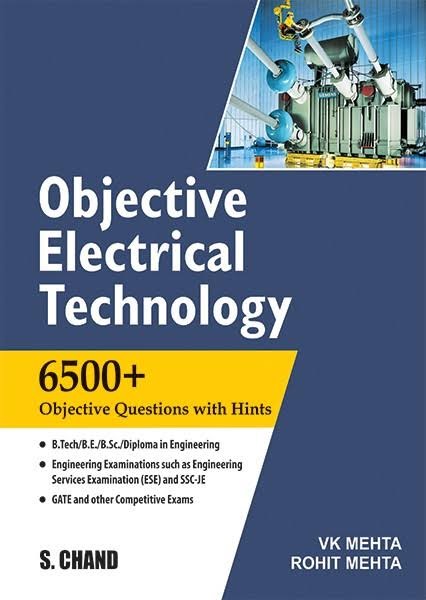 SIEMENS
Objective
Electrical
Technology
6500+
Objective Questions with Hints
• B.Tech/B.E./B.Sc./Diploma in Engineering
• Engineering Examinations such as Engineering
Services Examination (ESE) and SSC-JE
• GATE and other Competitive Exams
VK MEHTA
ROHIT MEHTA
S. CHAND